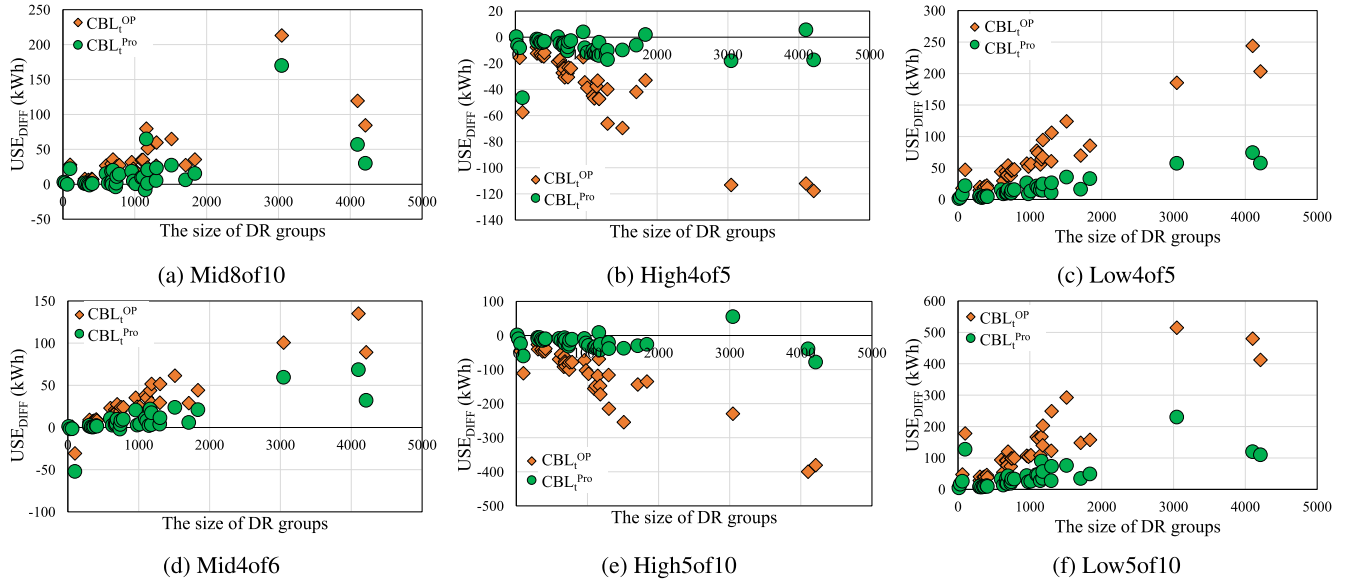 250
200
150
100
50
0
-50
0 1000 2000 3000 4000 5000
USE_DIFF (kWh)
CBL_t^OP
CBL_t^Pro
The size of DR groups
(a) Mid8of10
20
0
-20
-40
-60
-80
-100
-120
-140
0 1000 2000 3000 4000 5000
USE_DIFF (kWh)
CBL_t^OP
CBL_t^Pro
The size of DR groups
(b) High4of5
300
250
200
150
100
50
0
0 1000 2000 3000 4000 5000
USE_DIFF (kWh)
CBL_t^OP
CBL_t^Pro
The size of DR groups
(c) Low4of5
150
100
50
0
-50
-100
0 1000 2000 3000 4000 5000
USE_DIFF (kWh)
CBL_t^OP
CBL_t^Pro
The size of DR groups
(d) Mid4of6
100
0
-100
-200
-300
-400
-500
0 1000 2000 3000 4000 5000
USE_DIFF (kWh)
CBL_t^OP
CBL_t^Pro
The size of DR groups
(e) High5of10
600
500
400
300
200
100
0
0 1000 2000 3000 4000 5000
USE_DIFF (kWh)
CBL_t^OP
CBL_t^Pro
The size of DR groups
(f) Low5of10